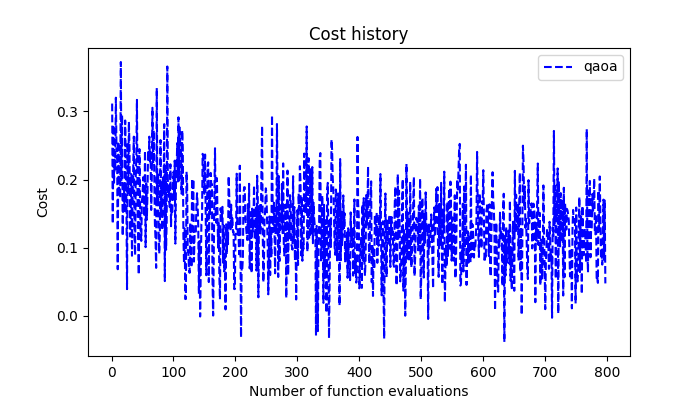 Cost history
qaoa
0.3
0.2
0.1
0.0
Cost
0 100 200 300 400 500 600 700 800
Number of function evaluations